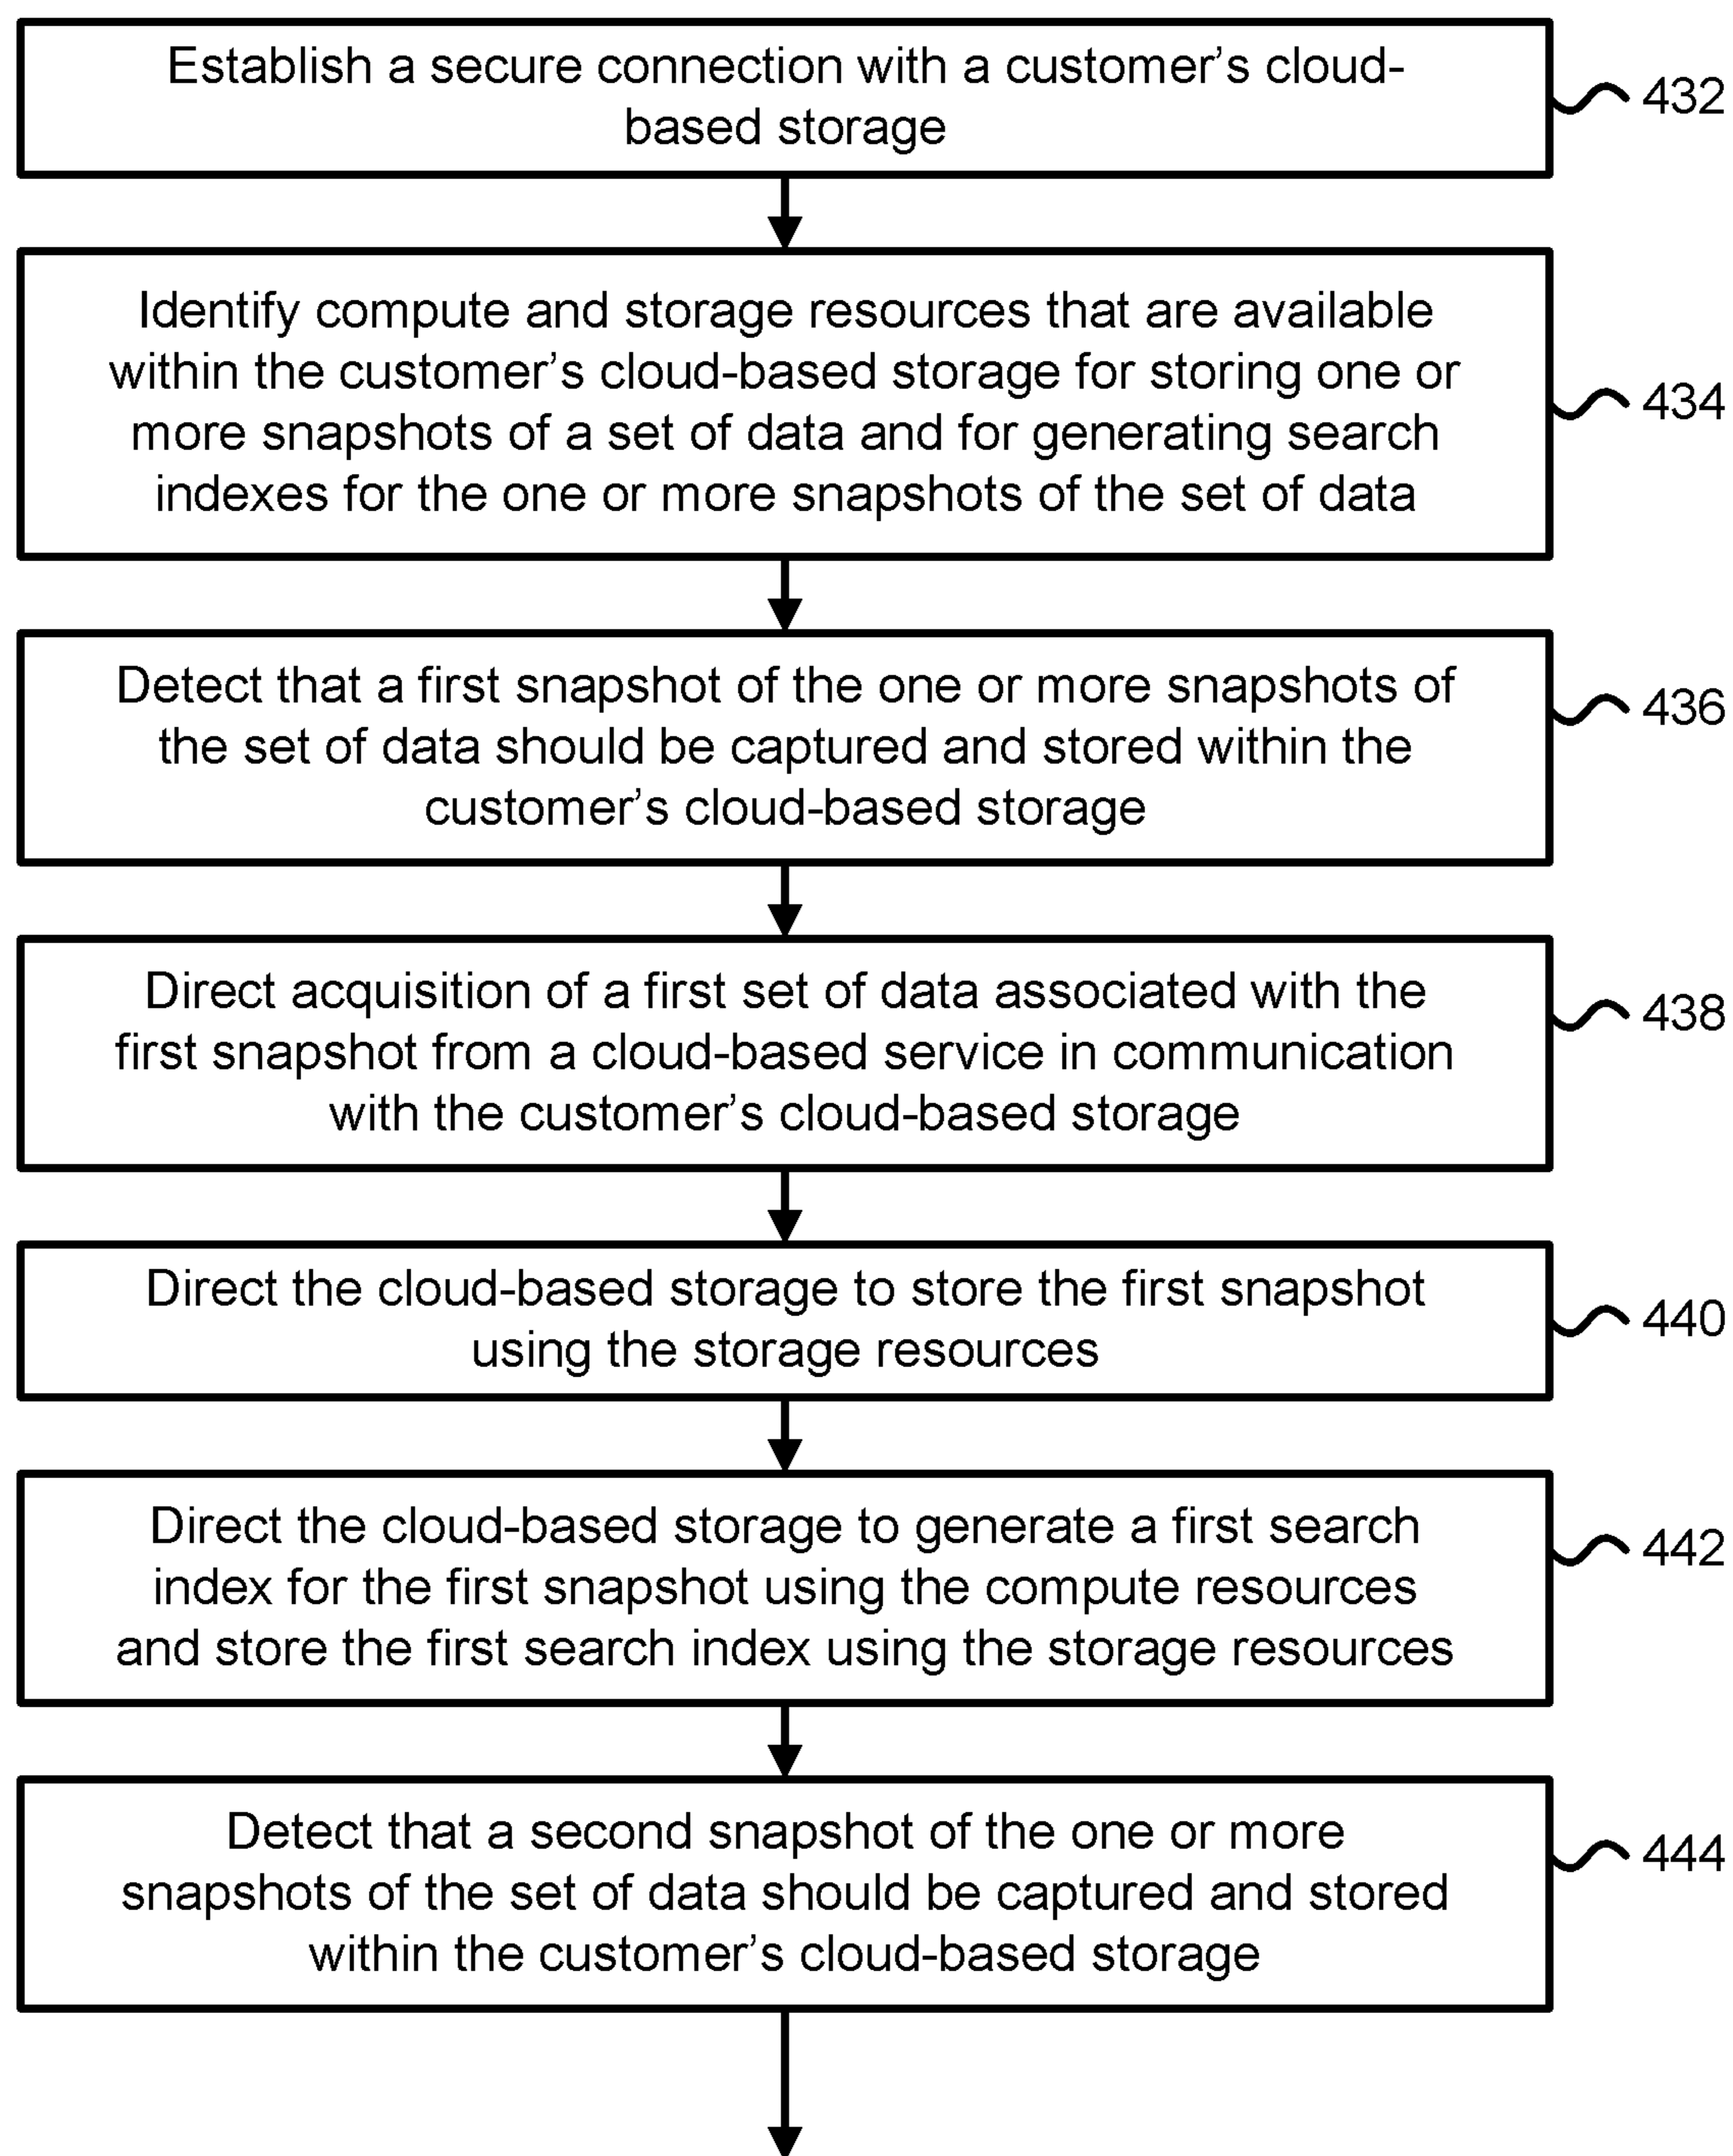 Establish a secure connection with a customer’s cloud-
based storage
432
Identify compute and storage resources that are available
within the customer’s cloud-based storage for storing one or
more snapshots of a set of data and for generating search
indexes for the one or more snapshots of the set of data
434
Detect that a first snapshot of the one or more snapshots of
the set of data should be captured and stored within the
customer’s cloud-based storage
436
Direct acquisition of a first set of data associated with the
first snapshot from a cloud-based service in communication
with the customer’s cloud-based storage
438
Direct the cloud-based storage to store the first snapshot
using the storage resources
440
Direct the cloud-based storage to generate a first search
index for the first snapshot using the compute resources
and store the first search index using the storage resources
442
Detect that a second snapshot of the one or more
snapshots of the set of data should be captured and stored
within the customer’s cloud-based storage
444